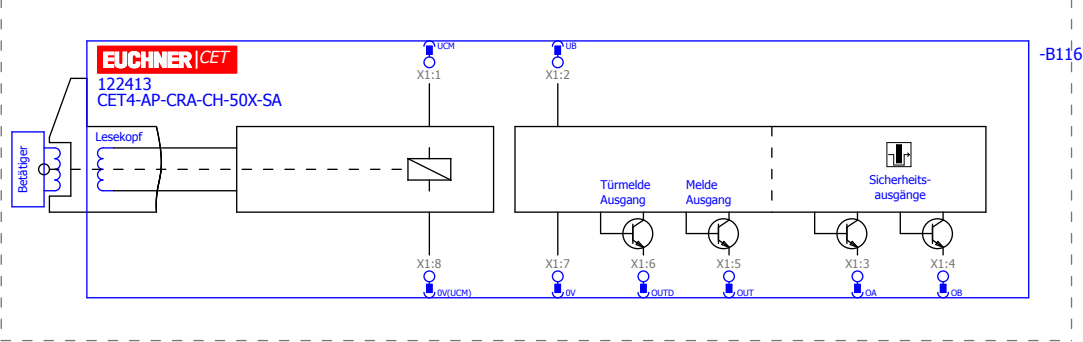 UCM
UB
-B116
EUCHNER|CET
X1:1
X1:2
122413
CET4-AP-CRA-CH-50X-SA
Lesekopf
Betätiger
Türmelde
Ausgang
Melde
Ausgang
Sicherheits-
ausgänge
X1:8
X1:7
X1:6
X1:5
X1:3
X1:4
0V(UCM)
0V
OUTD
OUT
OA
OB